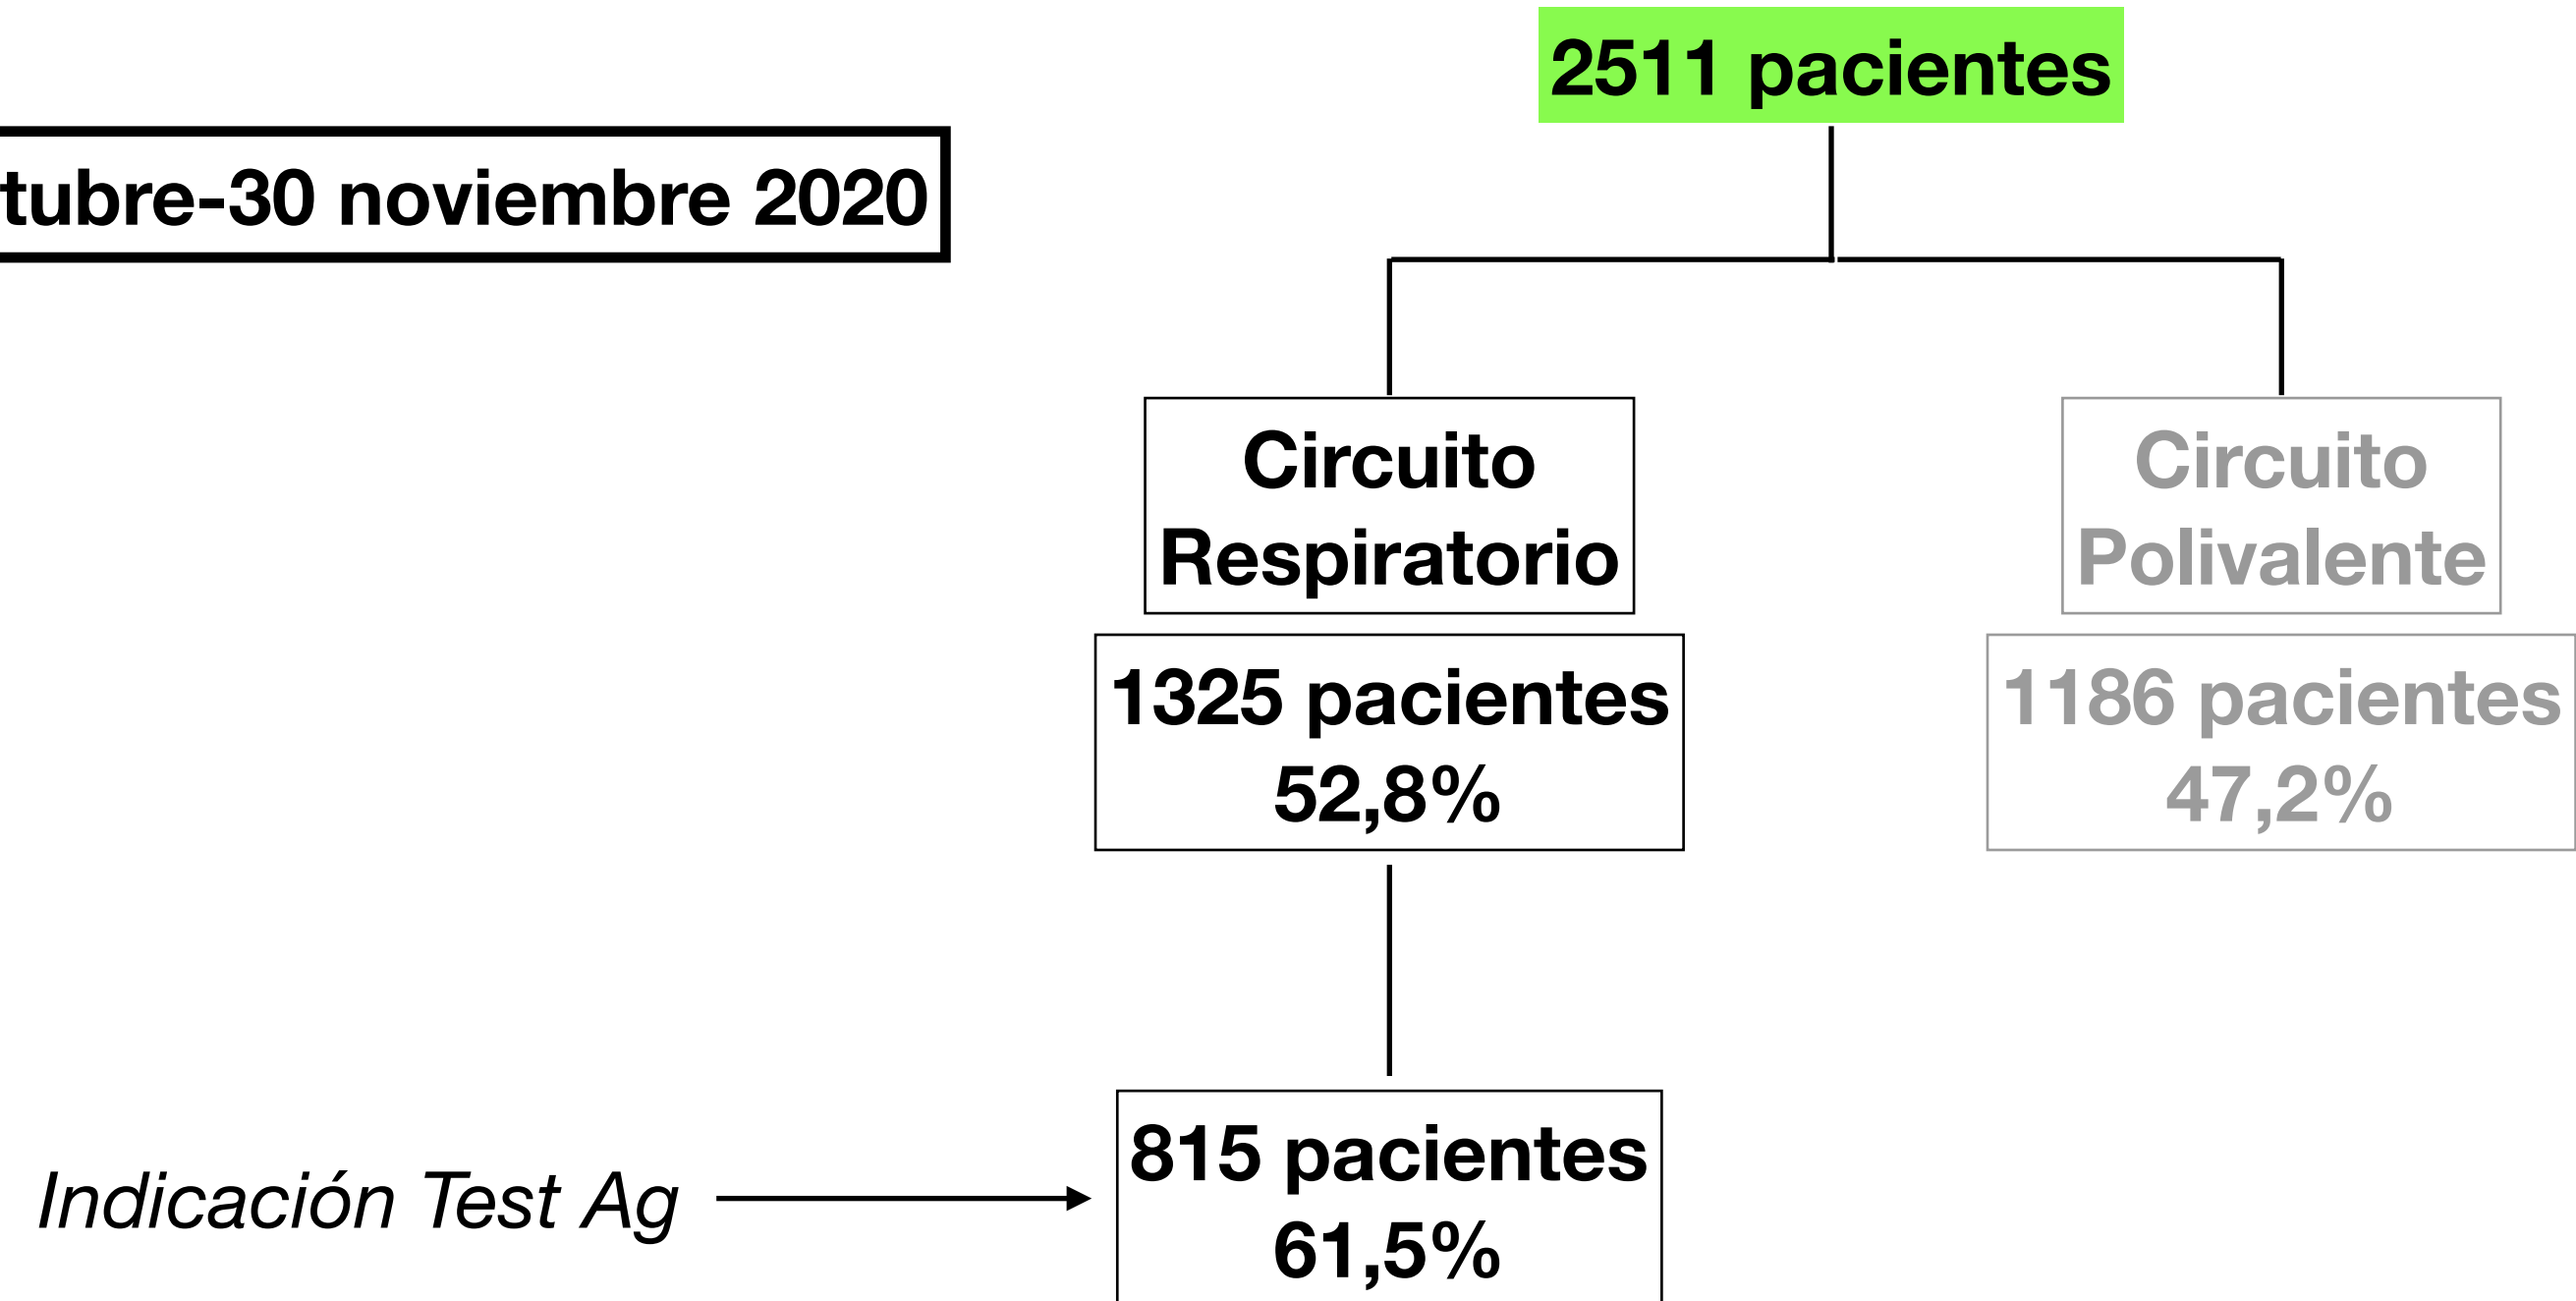 2511 pacientes
tubre-30 noviembre 2020
Circuito
Respiratorio
1325 pacientes
52,8%
Circuito
Polivalente
1186 pacientes
47,2%
Indicación Test Ag
815 pacientes
61,5%